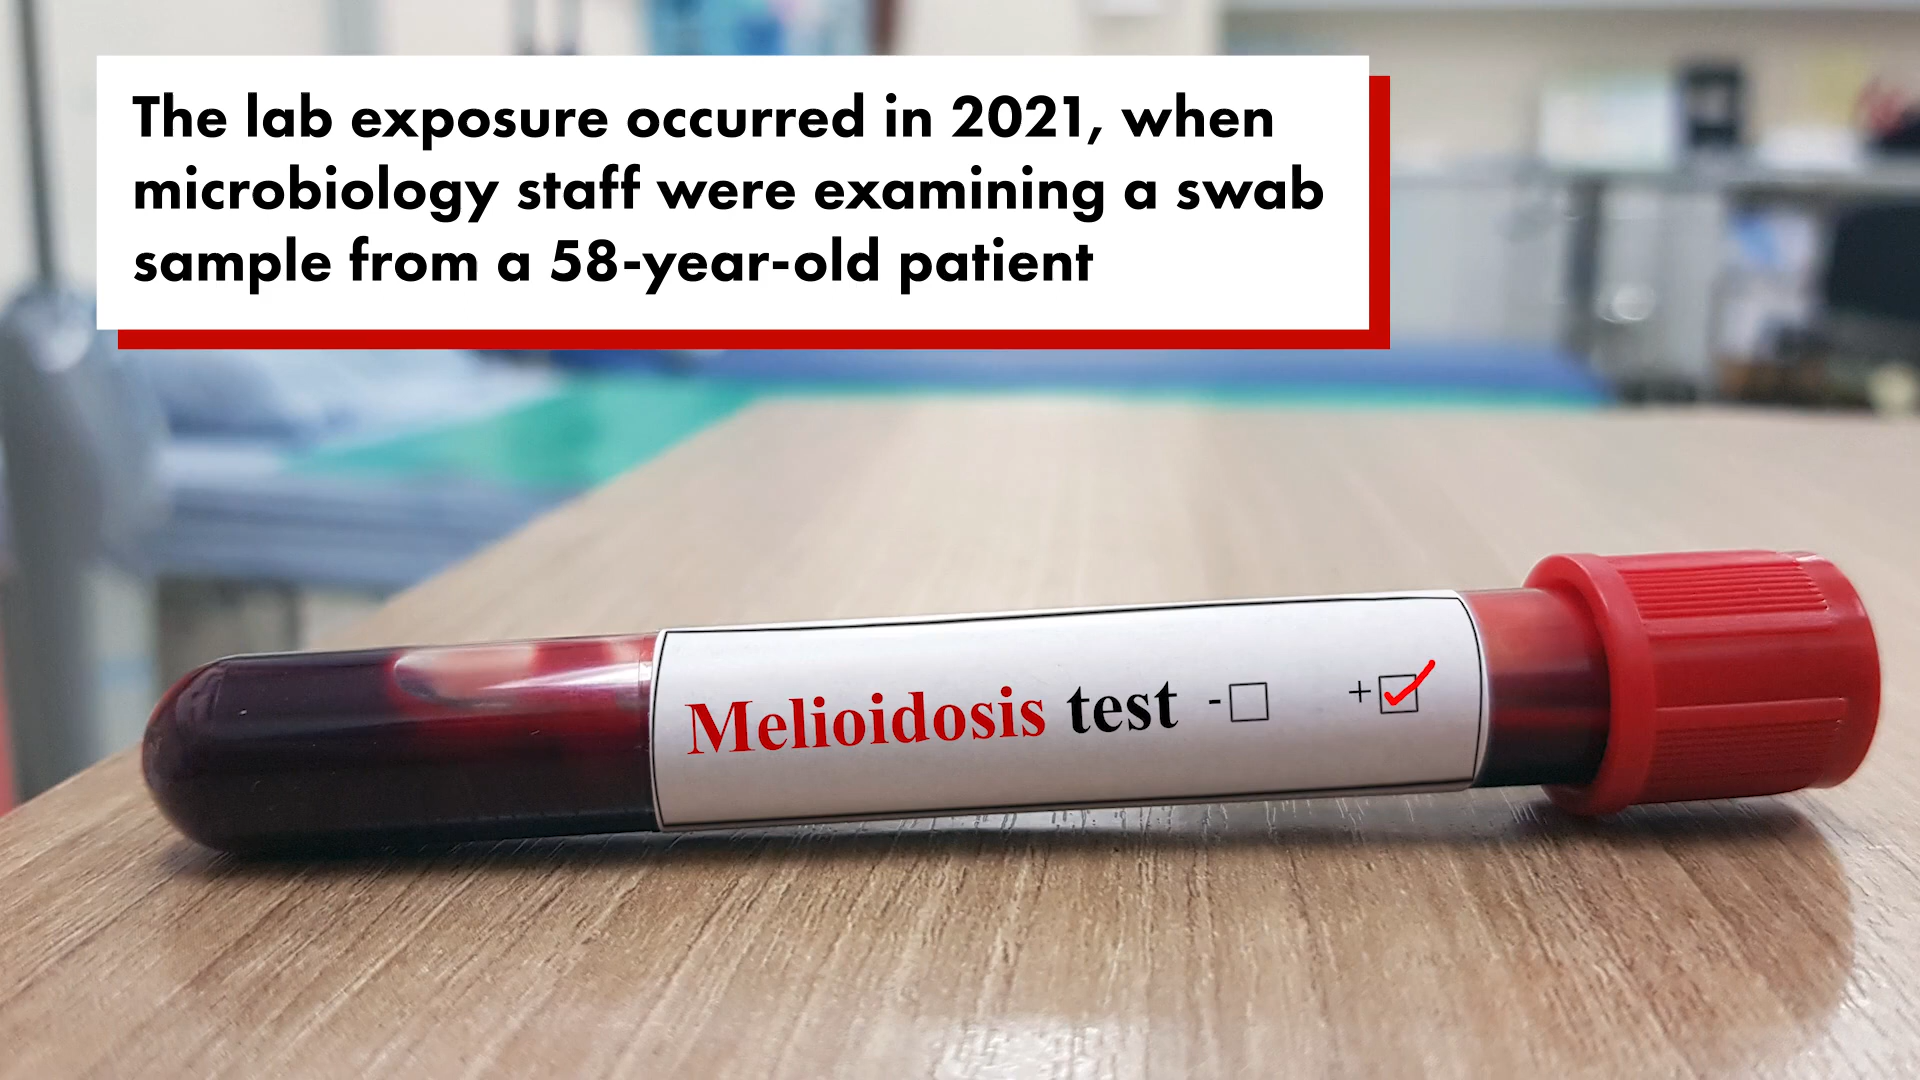 The lab exposure occurred in 2021, when
microbiology staff were examining a swab
sample from a 58-year-old patient
Melioidosis test -☐ +☑